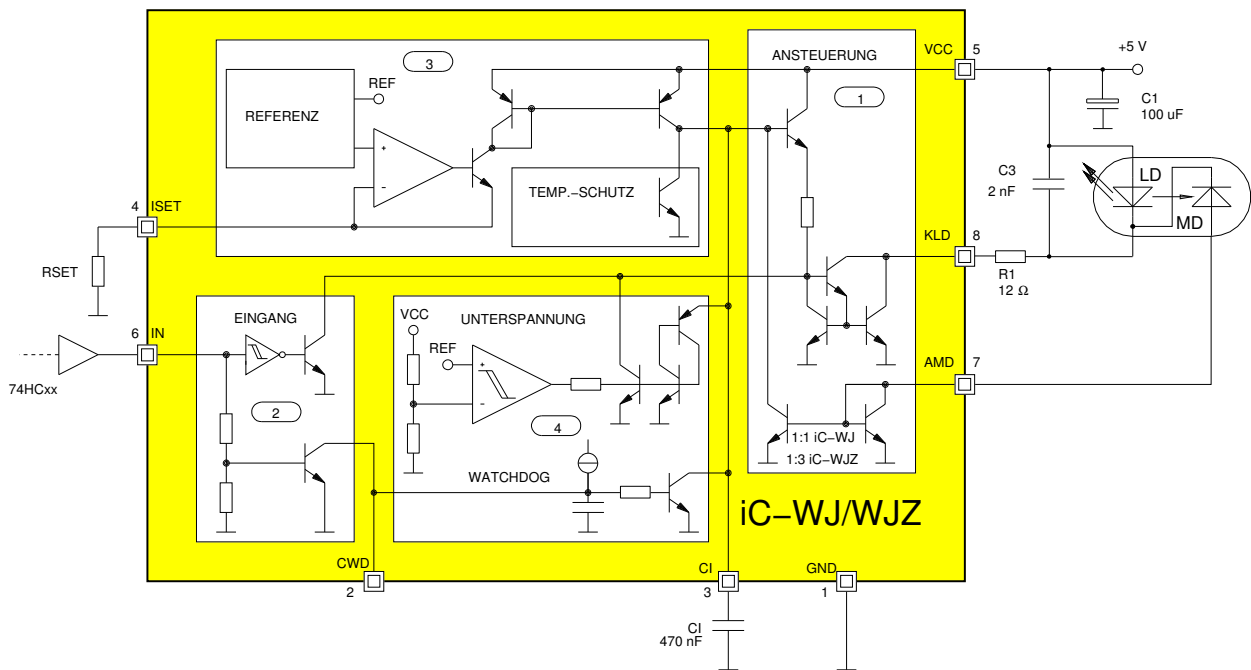 ANSTEUERUNG
VCC
5
+5 V
3
REF
REFERENZ
1
C1
100 uF
+
−
TEMP.−SCHUTZ
C3
2 nF
LD
MD
4
ISET
KLD
8
RSET
R1
12 Ω
EINGANG
UNTERSPANNUNG
VCC
REF
6
IN
+
−
74HCxx
AMD
7
2
4
1:1 iC−WJ
1:3 iC−WJZ
WATCHDOG
iC−WJ/WJZ
CWD
2
CI
3
GND
1
CI
470 nF